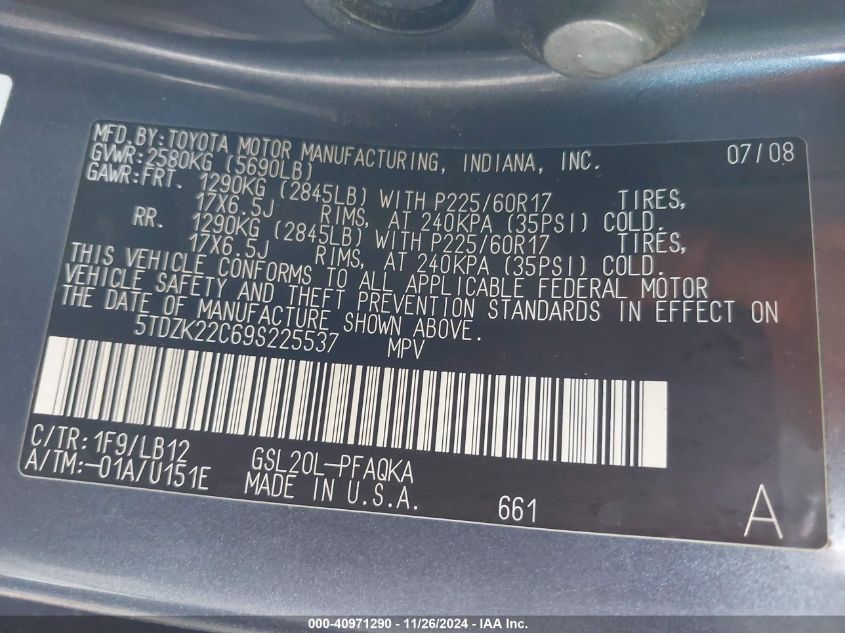 MFD. BY: TOYOTA MOTOR MANUFACTURING, INDIANA, INC. 07/08
GVWR: 2580KG (5690LB)
GAWR: FRT. 1290KG (2845LB) WITH P225/60R17 TIRES,
17X6.5J RIMS, AT 240KPA (35PSI) COLD.
RR. 1290KG (2845LB) WITH P225/60R17 TIRES,
17X6.5J RIMS, AT 240KPA (35PSI) COLD.
THIS VEHICLE CONFORMS TO ALL APPLICABLE FEDERAL MOTOR
VEHICLE SAFETY AND THEFT PREVENTION STANDARDS IN EFFECT ON
THE DATE OF MANUFACTURE SHOWN ABOVE.
5TDZK22C69S225537 MPV
C/TR: 1F9/LB12 GSL20L-PFAQKA
A/TM:-01A/U151E MADE IN U.S.A. 661 A
000-40971290 - 11/26/2024 - IAA Inc.